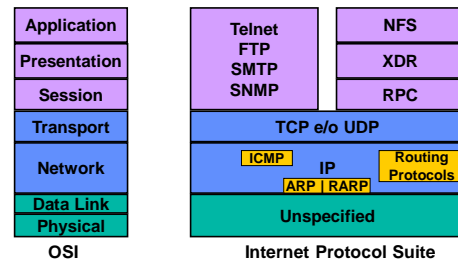 Application
Presentation
Session
Transport
Network
Data Link
Physical
OSI
Telnet
FTP
SMTP
SNMP
NFS
XDR
RPC
TCP e/o UDP
ICMP
IP
Routing
Protocols
ARP | RARP
Unspecified
Internet Protocol Suite